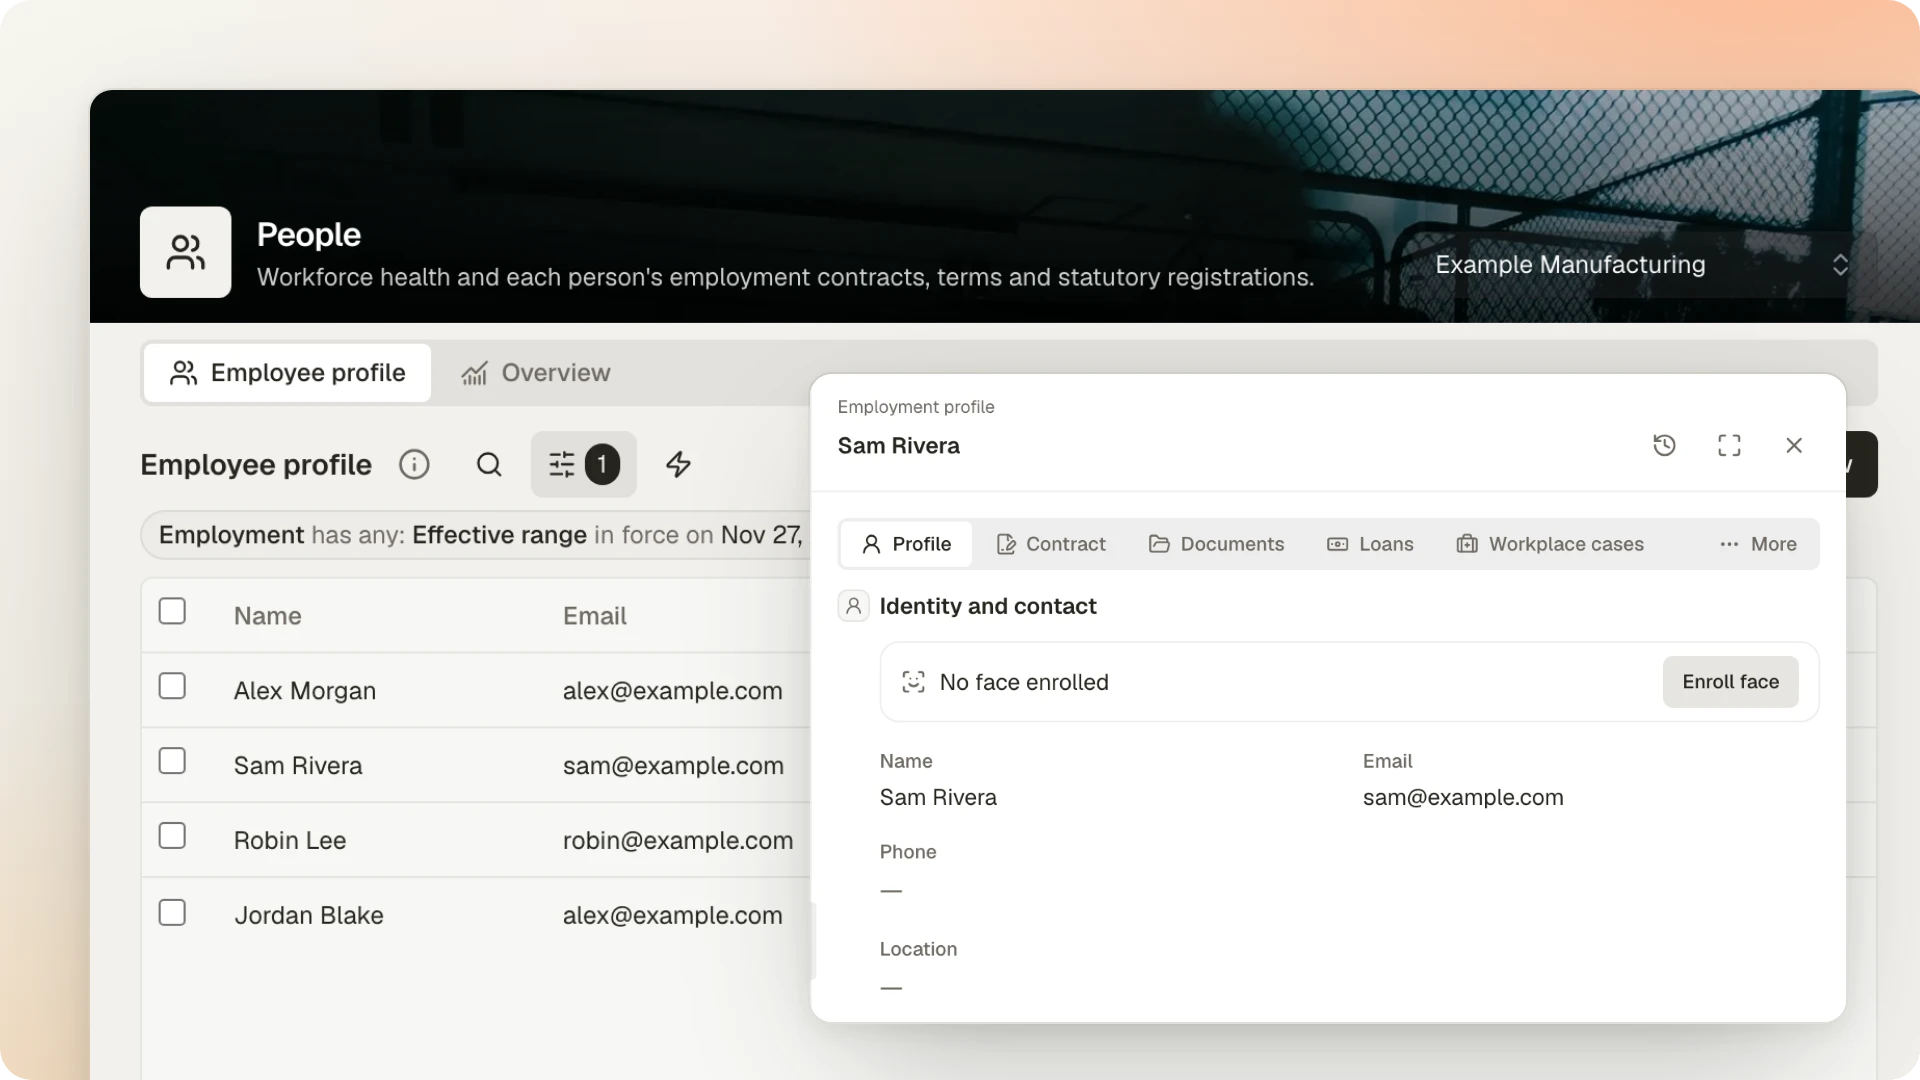 People
Workforce health and each person's employment contracts, terms and statutory registrations.
Example Manufacturing
Employee profile
Overview
Employee profile
1
Employment has any: Effective range in force on Nov 27,
Name
Email
Alex Morgan
alex@example.com
Sam Rivera
sam@example.com
Robin Lee
robin@example.com
Jordan Blake
alex@example.com
Employment profile
Sam Rivera
Profile
Contract
Documents
Loans
Workplace cases
More
Identity and contact
No face enrolled
Enroll face
Name
Email
Sam Rivera
sam@example.com
Phone
—
Location
—